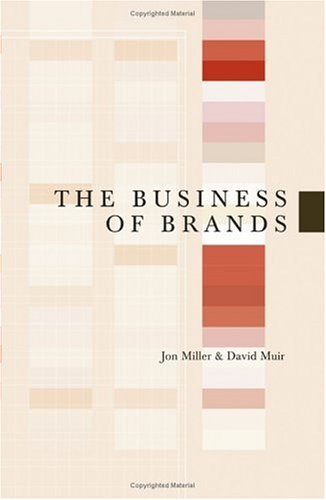 Copyrighted Material
THE BUSINESS
OF BRANDS
Jon Miller & David Muir
Copyrighted Material